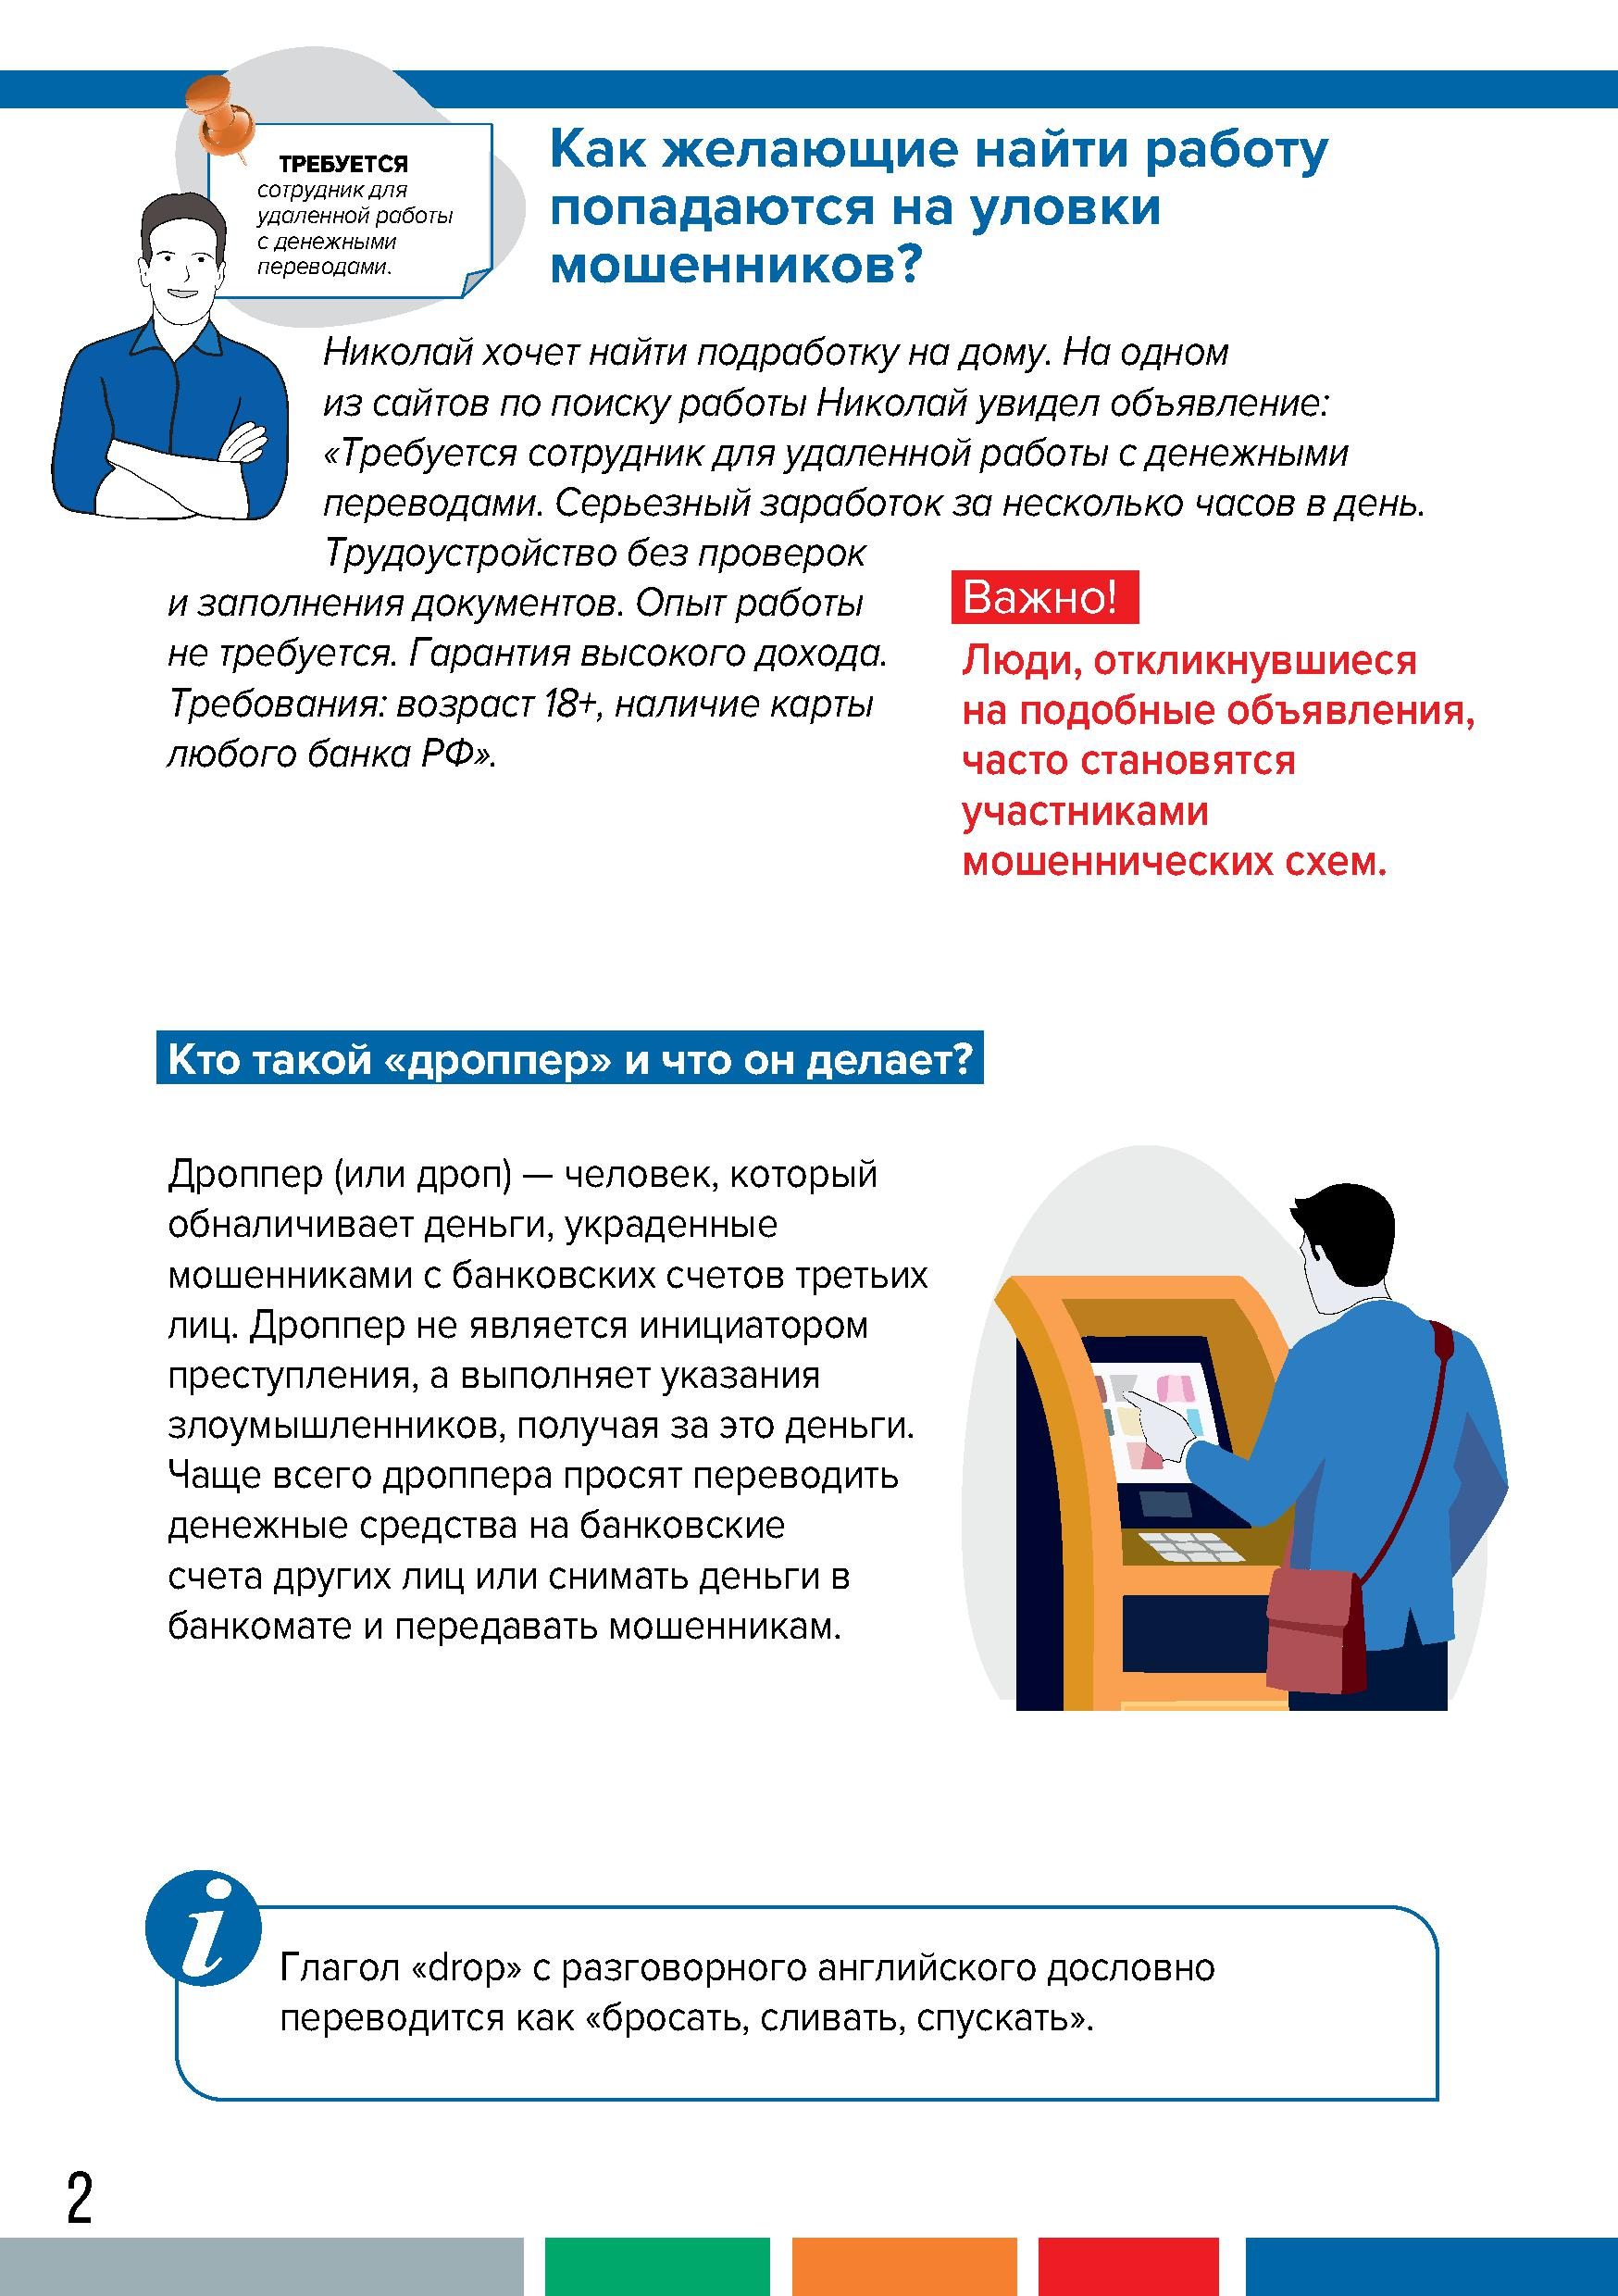 ТРЕБУЕТСЯ
сотрудник для
удаленной работы
с денежными
переводами.
Как желающие найти работу
попадаются на уловки
мошенников?
Николай хочет найти подработку на дому. На одном
из сайтов по поиску работы Николай увидел объявление:
«Требуется сотрудник для удаленной работы с денежными
переводами. Серьезный заработок за несколько часов в день.
Трудоустройство без проверок
и заполнения документов. Опыт работы
не требуется. Гарантия высокого дохода.
Требования: возраст 18+, наличие карты
любого банка РФ».
Важно!
Люди, откликнувшиеся
на подобные объявления,
часто становятся
участниками
мошеннических схем.
Кто такой «дроппер» и что он делает?
Дроппер (или дроп) — человек, который
обналичивает деньги, украденные
мошенниками с банковских счетов третьих
лиц. Дроппер не является инициатором
преступления, а выполняет указания
злоумышленников, получая за это деньги.
Чаще всего дроппера просят переводить
денежные средства на банковские
счета других лиц или снимать деньги в
банкомате и передавать мошенникам.
i
Глагол «drop» с разговорного английского дословно
переводится как «бросать, сливать, спускать».
2